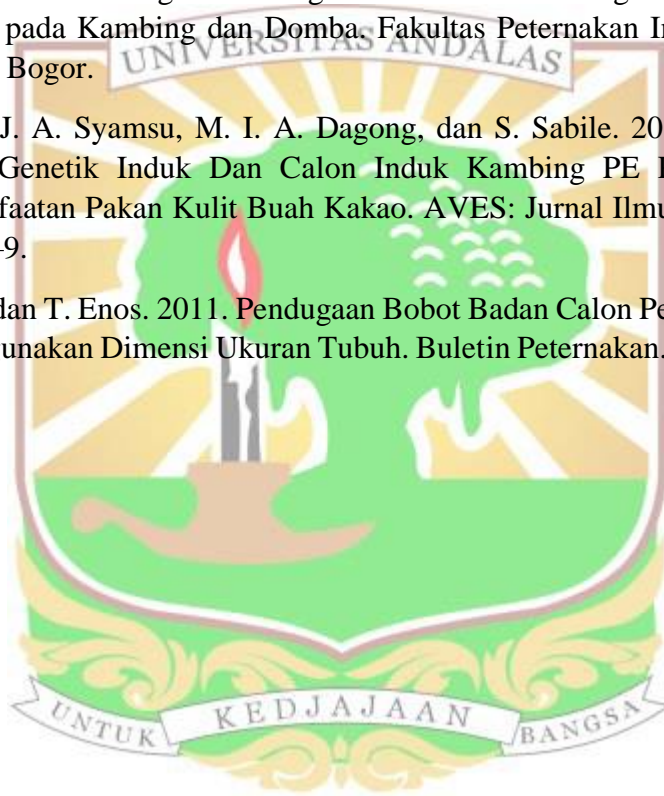 pada Kambing dan Domba. Fakultas Peternakan
Bogor.
UNIVERSITAS ANDALAS
J. A. Syamsu, M. I. A. Dagong, dan S. Sabile. 20
Genetik Induk Dan Calon Induk Kambing PE
faatan Pakan Kulit Buah Kakao. AVES: Jurnal Ilmu
-9.
dan T. Enos. 2011. Pendugaan Bobot Badan Calon Pe
unakan Dimensi Ukuran Tubuh. Buletin Peternakan.
UNTUK KEDJAJAAN BANGSA